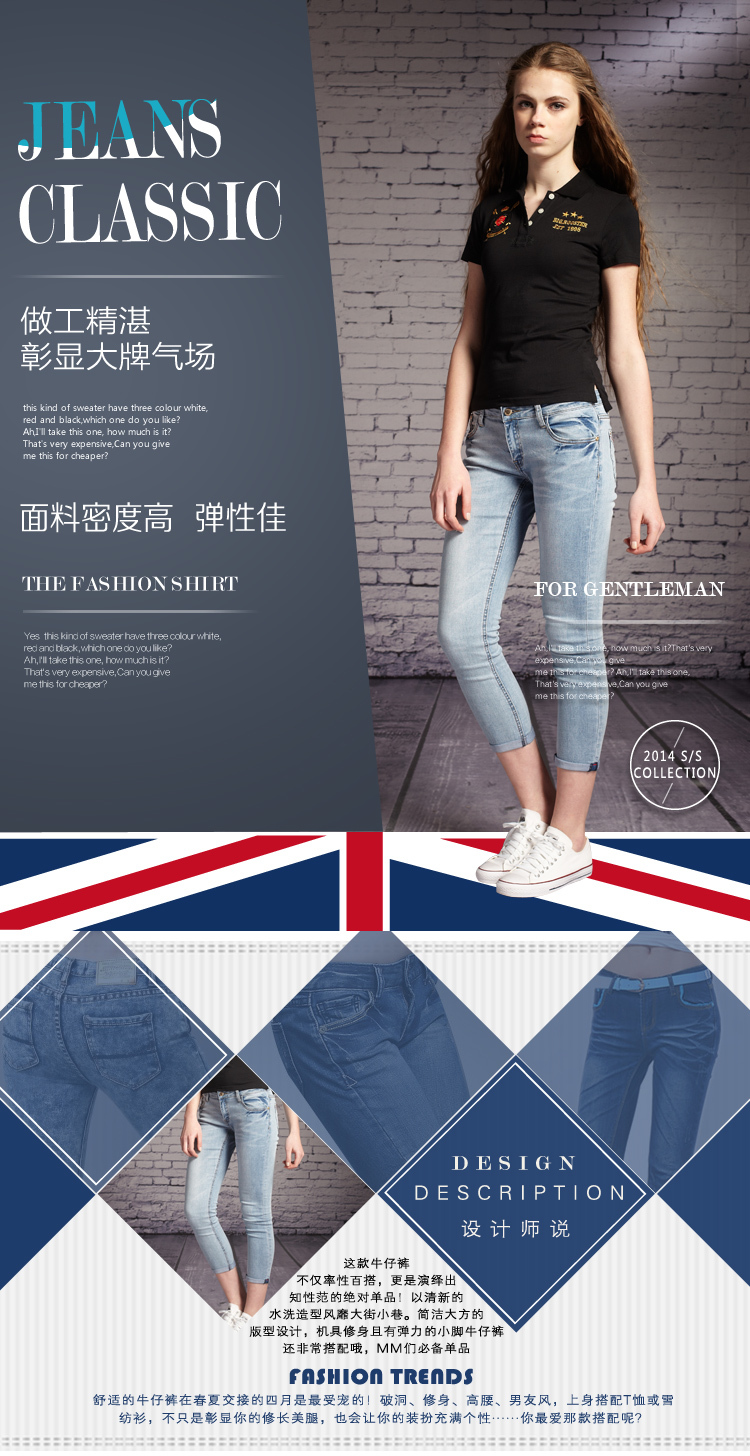 JEANS
CLASSIC
做工精湛
彰显大牌气场
this kind of sweater have three colour white,
red and black,which one do you like?
Ah,I'll take this one, how much is it?
That's very expensive,Can you give
me this for cheaper?
面料密度高 弹性佳
THE FASHION SHIRT
Yes this kind of sweater have three colour white,
red and black,which one do you like?
Ah,I'll take this one, how much is it?
That's very expensive,Can you give
me this for cheaper?
BIG ROOSTER
SET 1998
FOR GENTLEMAN
Ah,I'll take this one, how much is it?That's very
expensive,Can you give
me this for cheaper? Ah,I'll take this one,
That's very expensive,Can you give
me this for cheaper?
2014 S/S
COLLECTION
DESIGN
DESCRIPTION
设计师说
这款牛仔裤
不仅率性百搭，更是演绎出
知性范的绝对单品！以清新的
水洗造型风靡大街小巷。简洁大方的
版型设计，机具修身且有弹力的小脚牛仔裤
还非常搭配哦，MM们必备单品
FASHION TRENDS
舒适的牛仔裤在春夏交接的四月是最受宠的！破洞、修身、高腰、男友风，上身搭配T恤或雪
纺衫，不只是彰显你的修长美腿，也会让你的装扮充满个性……你最爱那款搭配呢?